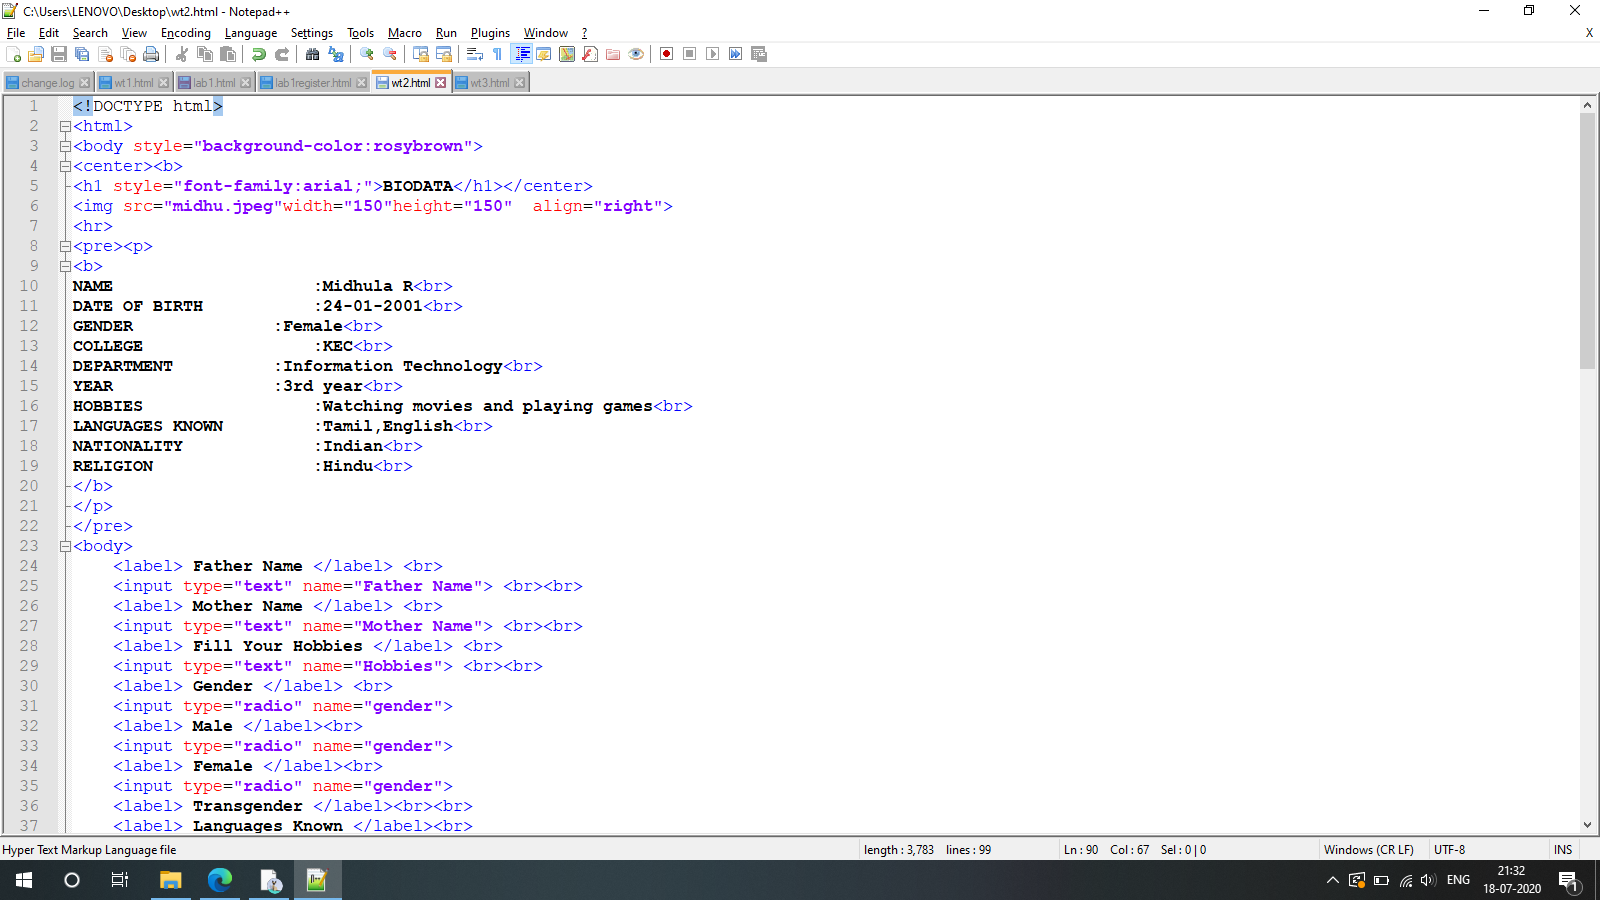 C:\Users\LENOVO\Desktop\wt2.html - Notepad++
File Edit Search View Encoding Language Settings Tools Macro Run Plugins Window ? X
change.log wt1.html lab1.html lab1register.html wt2.html wt3.html
1 <!DOCTYPE html>
2 <html>
3 <body style="background-color:rosybrown">
4 <center><b>
5 <h1 style="font-family:arial;">BIODATA</h1></center>
6 <img src="midhu.jpeg"width="150"height="150"  align="right">
7 <hr>
8 <pre><p>
9 <b>
10 NAME :Midhula R<br>
11 DATE OF BIRTH :24-01-2001<br>
12 GENDER :Female<br>
13 COLLEGE :KEC<br>
14 DEPARTMENT :Information Technology<br>
15 YEAR :3rd year<br>
16 HOBBIES :Watching movies and playing games<br>
17 LANGUAGES KNOWN :Tamil,English<br>
18 NATIONALITY :Indian<br>
19 RELIGION :Hindu<br>
20 </b>
21 </p>
22 </pre>
23 <body>
24 <label> Father Name </label> <br>
25 <input type="text" name="Father Name"> <br><br>
26 <label> Mother Name </label> <br>
27 <input type="text" name="Mother Name"> <br><br>
28 <label> Fill Your Hobbies </label> <br>
29 <input type="text" name="Hobbies"> <br><br>
30 <label> Gender </label> <br>
31 <input type="radio" name="gender">
32 <label> Male </label><br>
33 <input type="radio" name="gender">
34 <label> Female </label><br>
35 <input type="radio" name="gender">
36 <label> Transgender </label><br><br>
37 <label> Languages Known </label><br>
Hyper Text Markup Language file length : 3,783 lines : 99 Ln : 90 Col : 67 Sel : 0 | 0 Windows (CR LF) UTF-8 INS
ENG 21:32
18-07-2020 1